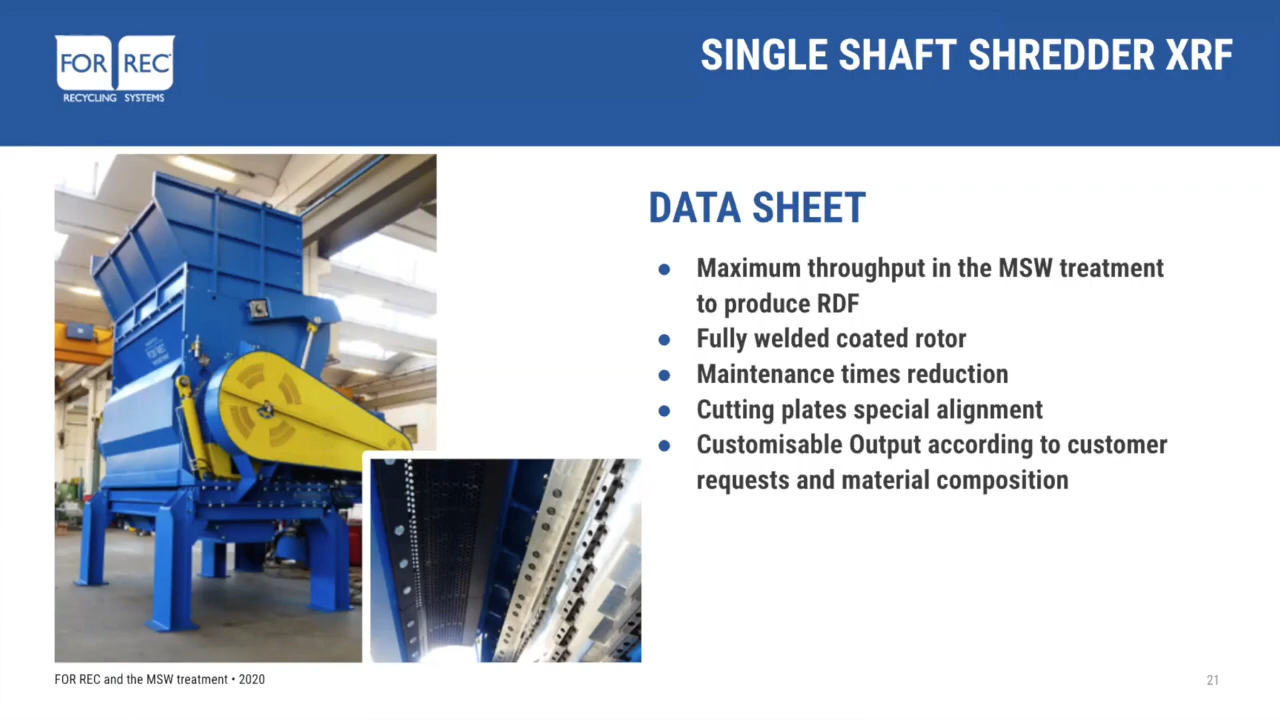 FOR REC
RECYCLING SYSTEMS
SINGLE SHAFT SHREDDER XRF
DATA SHEET
● Maximum throughput in the MSW treatment
to produce RDF
● Fully welded coated rotor
● Maintenance times reduction
● Cutting plates special alignment
● Customisable Output according to customer
requests and material composition
FOR REC
FOR REC and the MSW treatment • 2020
21